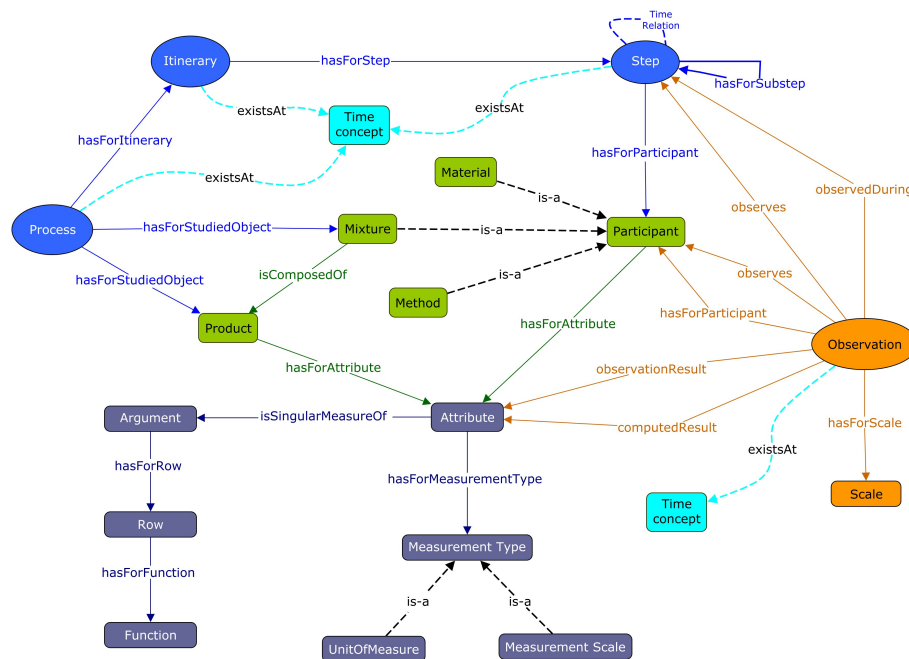 Time
Relation
Itinerary
hasForStep
Step
hasForSubstep
existsAt
existsAt
Time
concept
hasForItinerary
hasForParticipant
Material
existsAt
is-a
observedDuring
observes
Process
hasForStudiedObject
Mixture
is-a
Participant
isComposedOf
hasForStudiedObject
is-a
observes
Method
hasForParticipant
Product
hasForAttribute
Observation
hasForAttribute
observationResult
Argument
isSingularMeasureOf
Attribute
computedResult
hasForScale
existsAt
hasForRow
hasForMeasurementType
Scale
Time
concept
Row
Measurement Type
hasForFunction
is-a
is-a
Function
UnitOfMeasure
Measurement Scale